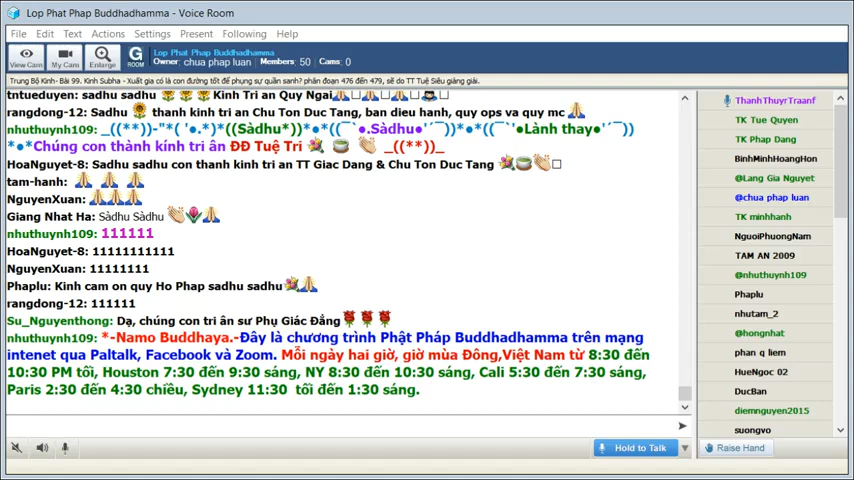 Lop Phat Phap Buddhadhamma - Voice Room
File Edit Text Actions Settings Present Following Help
View Cam My Cam Enlarge G ROOM
Lop Phat Phap Buddhadhamma
Owner: chua phap luan Members: 50 Cams: 0
Trung Bộ Kinh- Bài 99. Kinh Subha - Xuất gia có là con đường tốt để phụng sự quần sanh? phân đoạn 476 đến 479, sẽ do TT Tuệ Siêu giảng giải.
tntueuyen: sadhu sadhu 🌻🌻🌻 Kinh Tri an Quy Ngai
rangdong-12: Sadhu 🌻 thanh kinh tri an Chu Ton Duc Tang, ban dieu hanh, quy ops va quy mc 🙏
nhuthuynh109: _((**))-"*( '●.*)*((Sàdhu*))*●*((¯`●.Sàdhu●'´¯))*●*((¯`'●Lành thay●'´¯))
*●*Chúng con thành kính tri ân ĐĐ Tuệ Tri 💐 🍵 👏 _((**))_
HoaNguyet-8: Sadhu sadhu con thanh kinh tri an TT Giac Dang & Chu Ton Duc Tang 💐🍵👏□
tam-hanh: 🙏 🙏 🙏
NguyenXuan: 🙏🙏🙏
Giang Nhat Ha: Sàdhu Sàdhu 👏🌷🙏
nhuthuynh109: 111111
HoaNguyet-8: 11111111111
NguyenXuan: 11111111
Phaplu: Kinh cam on quy Ho Phap sadhu sadhu💐🙏
rangdong-12: 111111
Su_Nguyenthong: Dạ, chúng con tri ân sư Phụ Giác Đẳng🌹🌹🌹
nhuthuynh109: *-Namo Buddhaya.-Đây là chương trình Phật Pháp Buddhadhamma trên mạng
intenet qua Paltalk, Facebook và Zoom. Mỗi ngày hai giờ, giờ mùa Đông,Việt Nam từ 8:30 đến
10:30 PM tối, Houston 7:30 đến 9:30 sáng, NY 8:30 đến 10:30 sáng, Cali 5:30 đến 7:30 sáng,
Paris 2:30 đến 4:30 chiều, Sydney 11:30 tối đến 1:30 sáng.
ThanhThuyrTraanf
TK Tue Quyen
TK Phap Dang
BinhMinhHoangHon
@Lang Gia Nguyet
@chua phap luan
TK minhhanh
NguoiPhuongNam
TAM AN 2009
@nhuthuynh109
Phaplu
nhutam_2
@hongnhat
phan q liem
HueNgoc 02
DucBan
diemnguyen2015
suongvo
Hold to Talk
Raise Hand